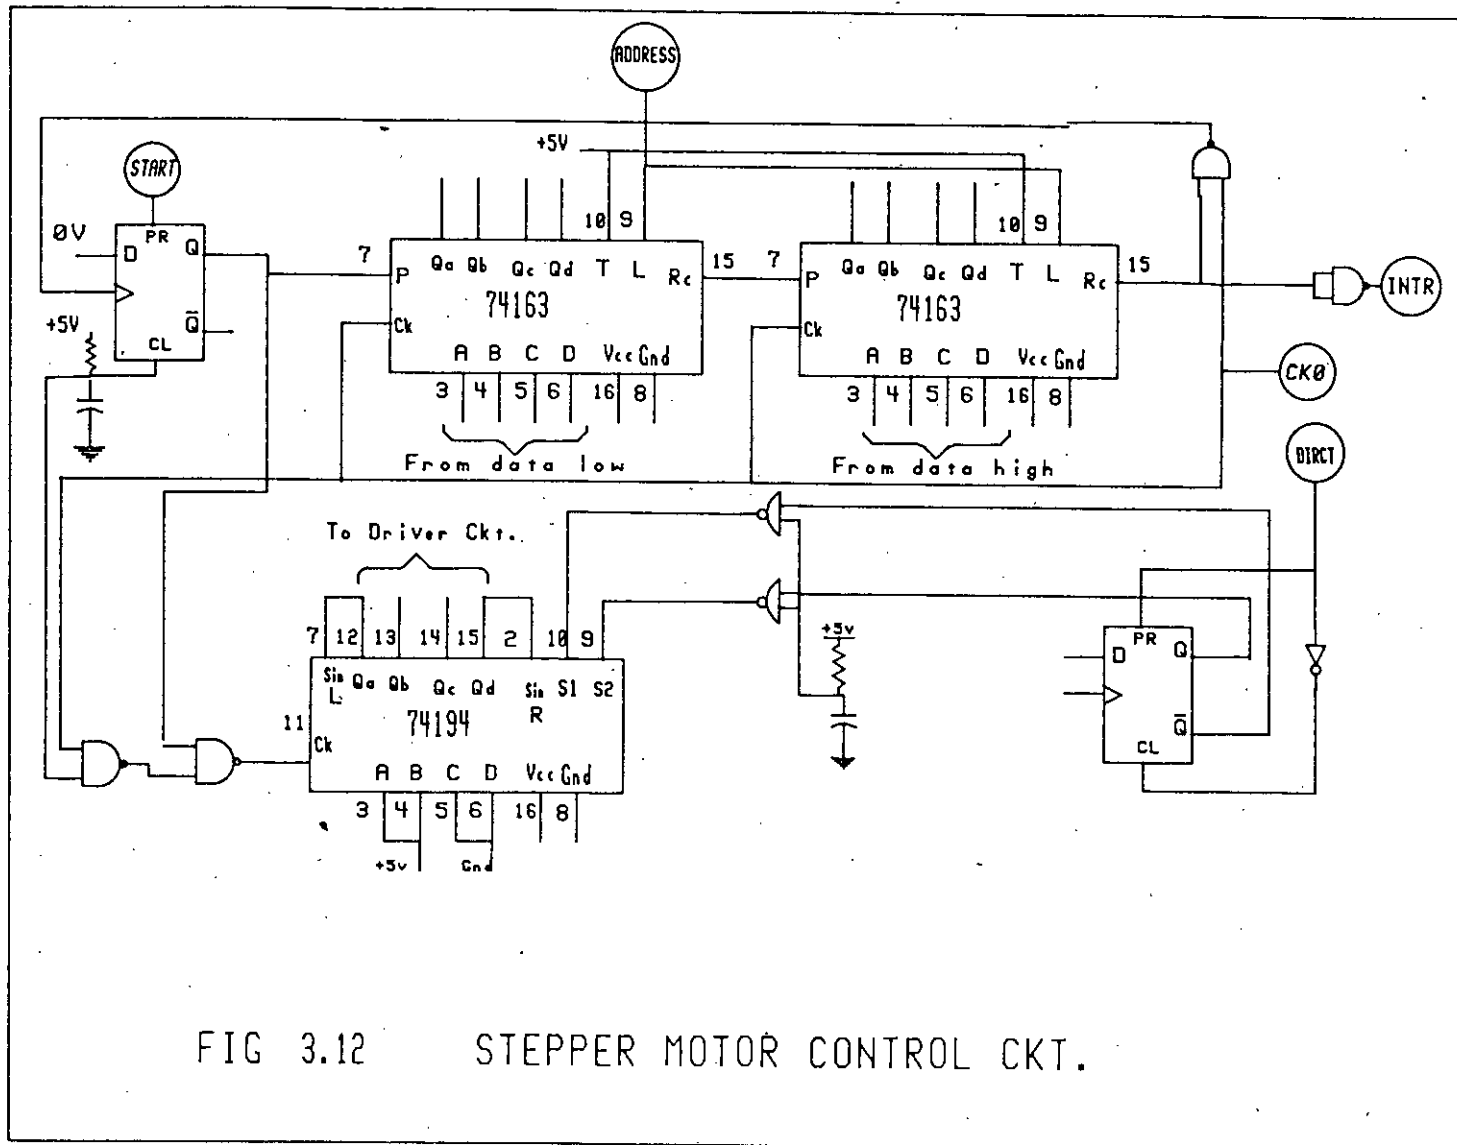 ADDRESS
+5V
START
0V
D PR Q
Q̅
CL
+5V
10 9
7 P Qa Qb Qc Qd T L Rc 15
74163
Ck
A B C D Vcc Gnd
3 4 5 6 16 8
From data low
10 9
7 P Qa Qb Qc Qd T L Rc 15
74163
Ck
A B C D Vcc Gnd
3 4 5 6 16 8
From data high
INTR
CK0
DIRCT
To Driver Ckt.
7 12 13 14 15 2 10 9
Sin L Qa Qb Qc Qd Sin R S1 S2
74194
11
Ck
A B C D Vcc Gnd
3 4 5 6 16 8
+5v Gnd
+5v
D PR Q
Q̅
CL
FIG 3.12 STEPPER MOTOR CONTROL CKT.